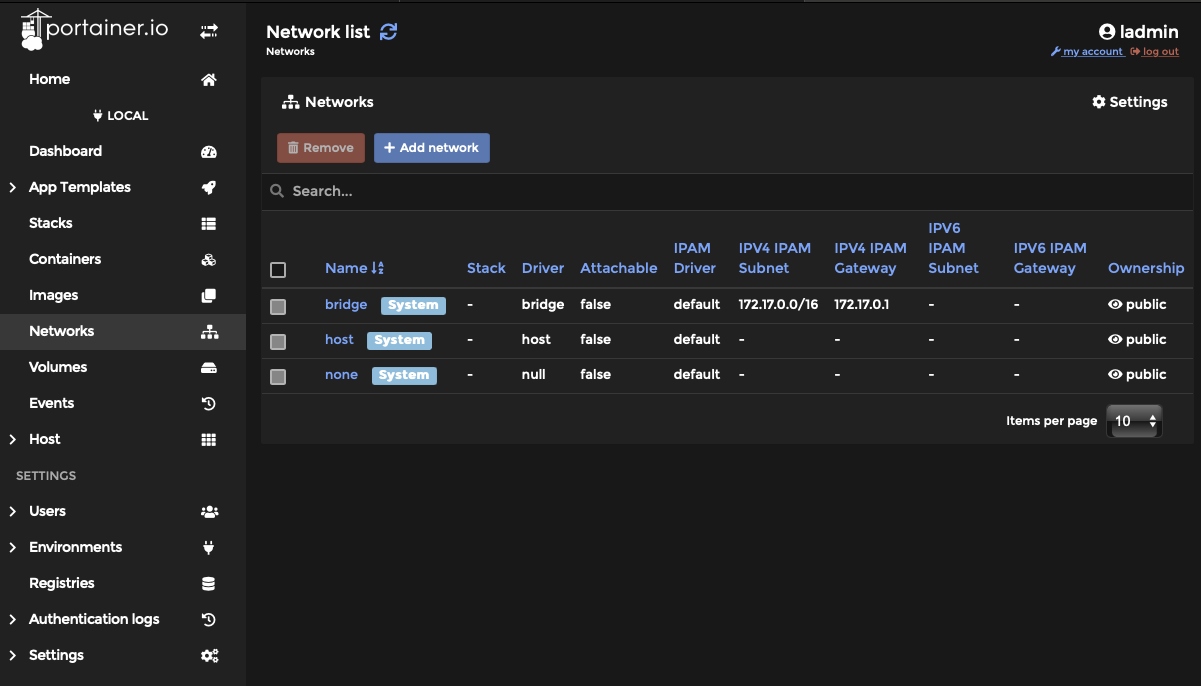 portainer.io
Home
LOCAL
Dashboard
App Templates
Stacks
Containers
Images
Networks
Volumes
Events
Host
SETTINGS
Users
Environments
Registries
Authentication logs
Settings
Network list
Networks
ladmin
my account log out
Networks
Settings
Remove Add network
Search...
Name Stack Driver Attachable IPAM Driver IPV4 IPAM Subnet IPV4 IPAM Gateway IPV6 IPAM Subnet IPV6 IPAM Gateway Ownership
bridge System - bridge false default 172.17.0.0/16 172.17.0.1 - - public
host System - host false default - - - - public
none System - null false default - - - - public
Items per page 10